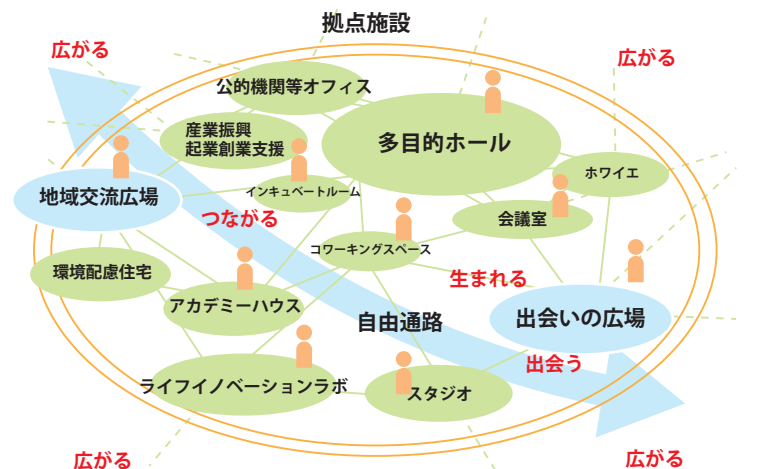 拠点施設
広がる
広がる
公的機関等オフィス
産業振興
起業創業支援
多目的ホール
ホワイエ
インキュベートルーム
地域交流広場
つながる
会議室
コワーキングスペース
環境配慮住宅
生まれる
アカデミーハウス
自由通路
出会いの広場
出会う
ライフイノベーションラボ
スタジオ
広がる
広がる